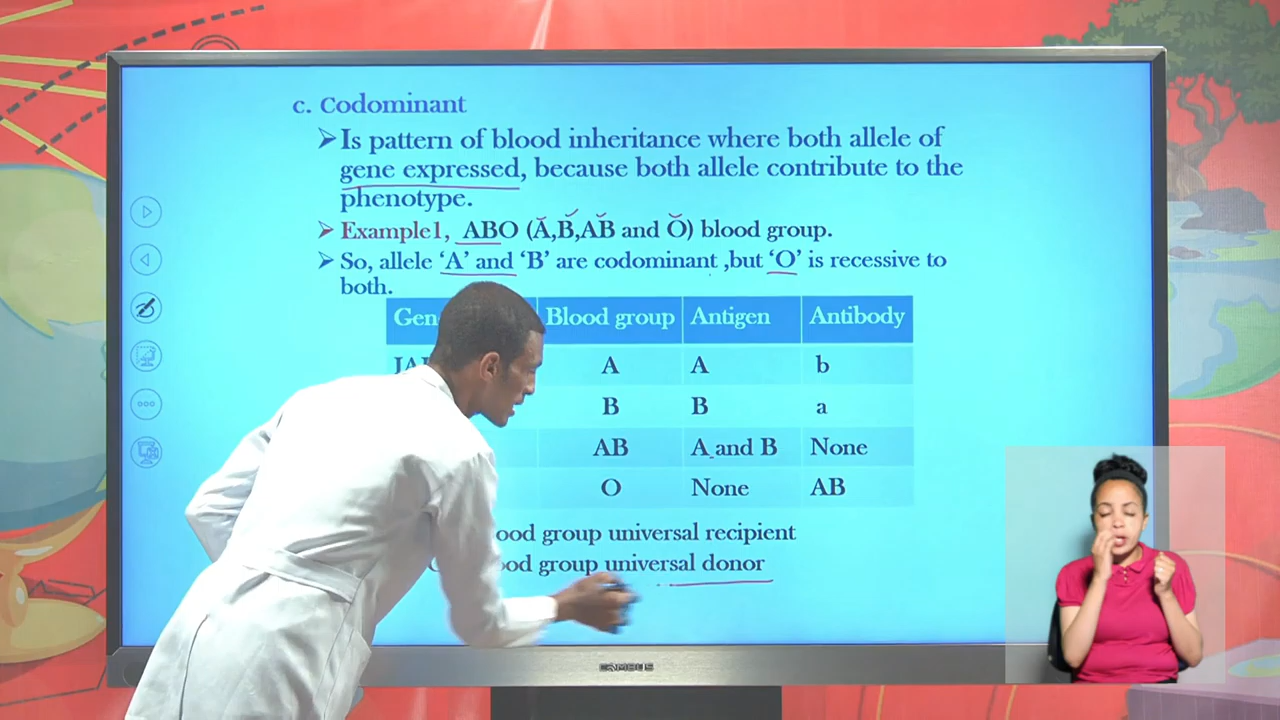 c. Codominant
➤Is pattern of blood inheritance where both allele of
gene expressed, because both allele contribute to the
phenotype.
➤ Example1, ABO (A,B,AB and O) blood group.
➤ So, allele ‘A’ and ‘B’ are codominant ,but ‘O’ is recessive to
both.
Blood group Antigen Antibody
A A b
B B a
AB A and B None
O None AB
group universal recipient
group universal donor